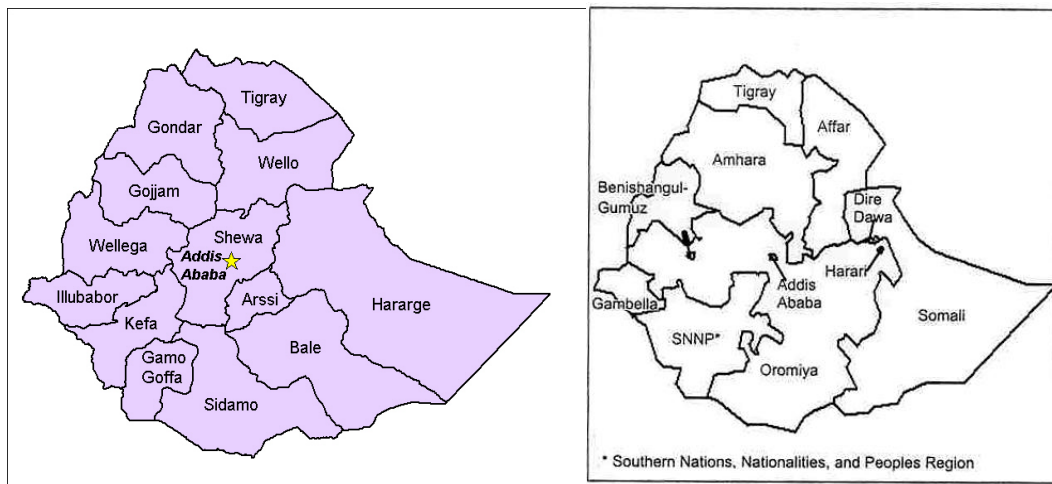 Tigray
Gondar
Wello
Gojjam
Shewa
Wellega
Addis
Ababa
Illubabor
Arssi
Hararge
Kefa
Bale
Gamo
Goffa
Sidamo
Tigray
Affar
Amhara
Benishangul-
Gumuz
Dire
Dawa
Harari
Addis
Ababa
Gambella
Somali
SNNP*
Oromiya
* Southern Nations, Nationalities, and Peoples Region